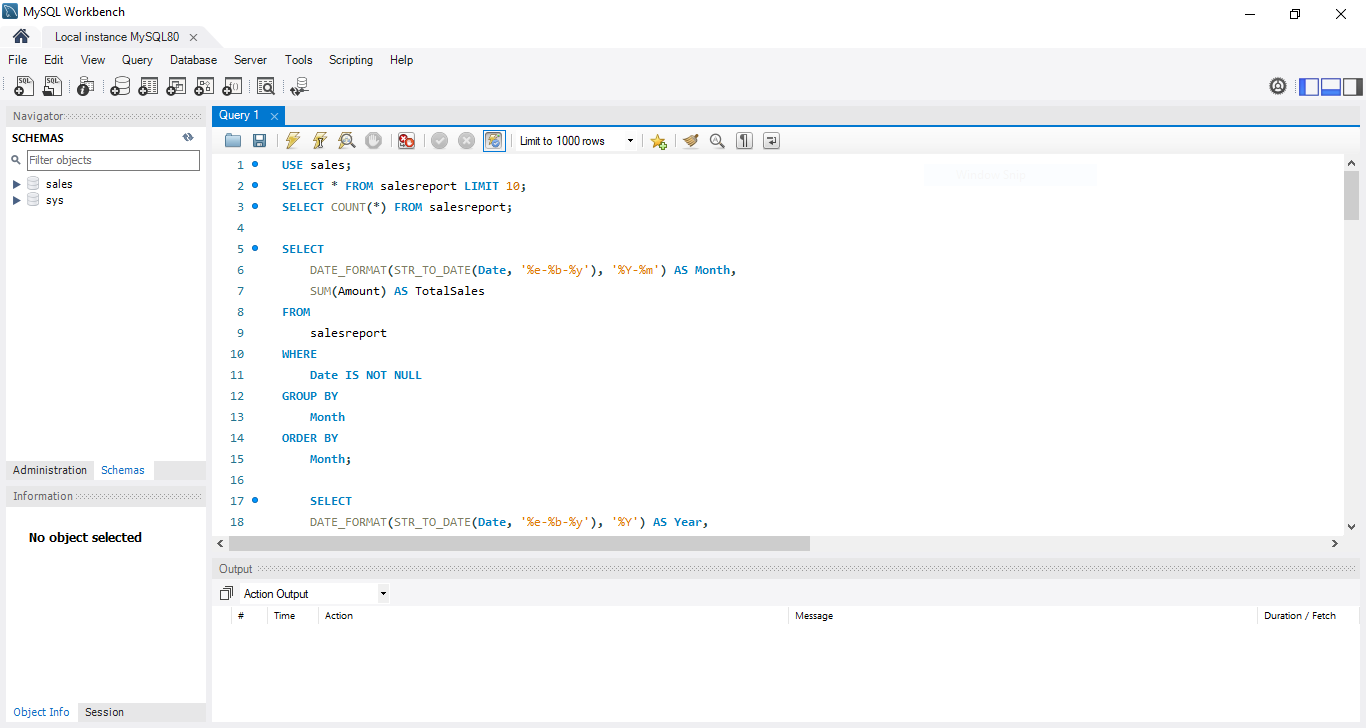 MySQL Workbench
Local instance MySQL80
File Edit View Query Database Server Tools Scripting Help
Navigator
SCHEMAS
Filter objects
sales
sys
Administration Schemas
Information
No object selected
Object Info Session
Query 1
Limit to 1000 rows
1 USE sales;
2 SELECT * FROM salesreport LIMIT 10;
3 SELECT COUNT(*) FROM salesreport;
4
5 SELECT
6 DATE_FORMAT(STR_TO_DATE(Date, '%e-%b-%y'), '%Y-%m') AS Month,
7 SUM(Amount) AS TotalSales
8 FROM
9 salesreport
10 WHERE
11 Date IS NOT NULL
12 GROUP BY
13 Month
14 ORDER BY
15 Month;
16
17 SELECT
18 DATE_FORMAT(STR_TO_DATE(Date, '%e-%b-%y'), '%Y') AS Year,
Output
Action Output
# Time Action Message Duration / Fetch